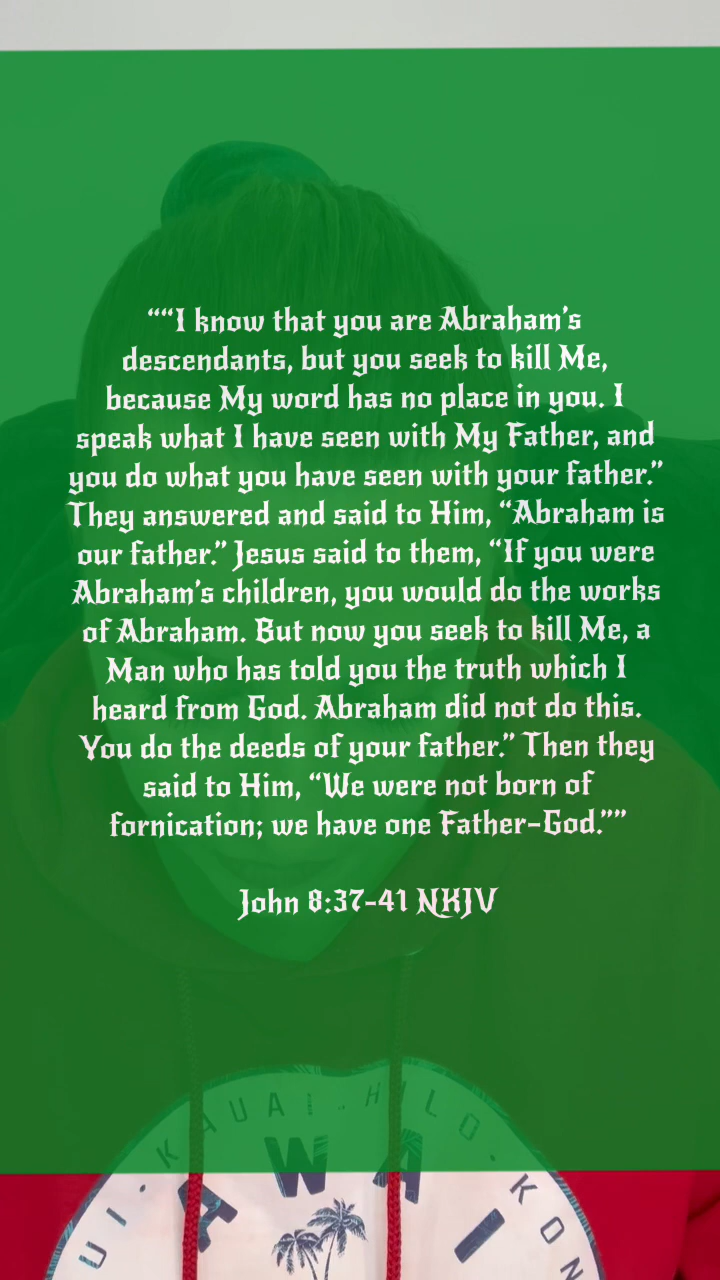 ““I know that you are Abraham’s
descendants, but you seek to kill Me,
because My word has no place in you. I
speak what I have seen with My Father, and
you do what you have seen with your father.”
They answered and said to Him, “Abraham is
our father.” Jesus said to them, “If you were
Abraham’s children, you would do the works
of Abraham. But now you seek to kill Me, a
Man who has told you the truth which I
heard from God. Abraham did not do this.
You do the deeds of your father.” Then they
said to Him, “We were not born of
fornication; we have one Father-God.””
John 8:37-41 NKJV
UI · KAUAI · HILO · KON
AWAI